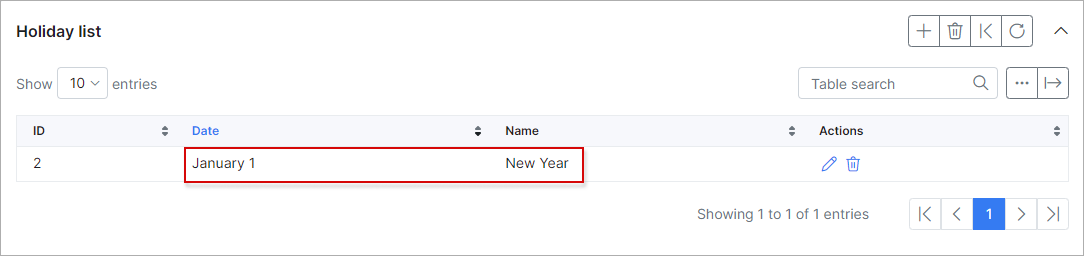 Holiday list
Show 10 entries
Table search
ID Date Name Actions
2 January 1 New Year
Showing 1 to 1 of 1 entries
1